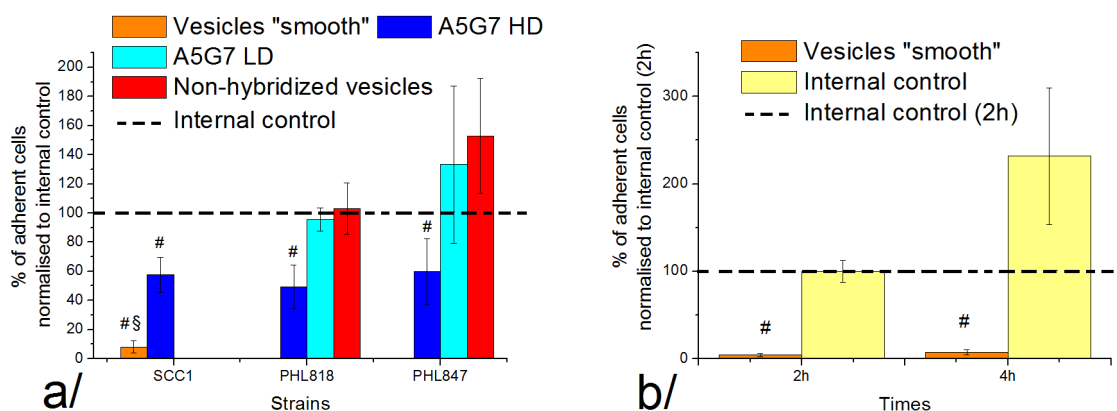 Vesicles "smooth" A5G7 HD
A5G7 LD
Non-hybridized vesicles
Internal control
% of adherent cells
normalised to internal control
200
180
160
140
120
100
80
60
40
20
0
#§
#
#
#
SCC1 PHL818 PHL847
Strains
a/
Vesicles "smooth"
Internal control
Internal control (2h)
% of adherent cells
normalised to internal control (2h)
300
200
100
0
#
#
2h 4h
Times
b/